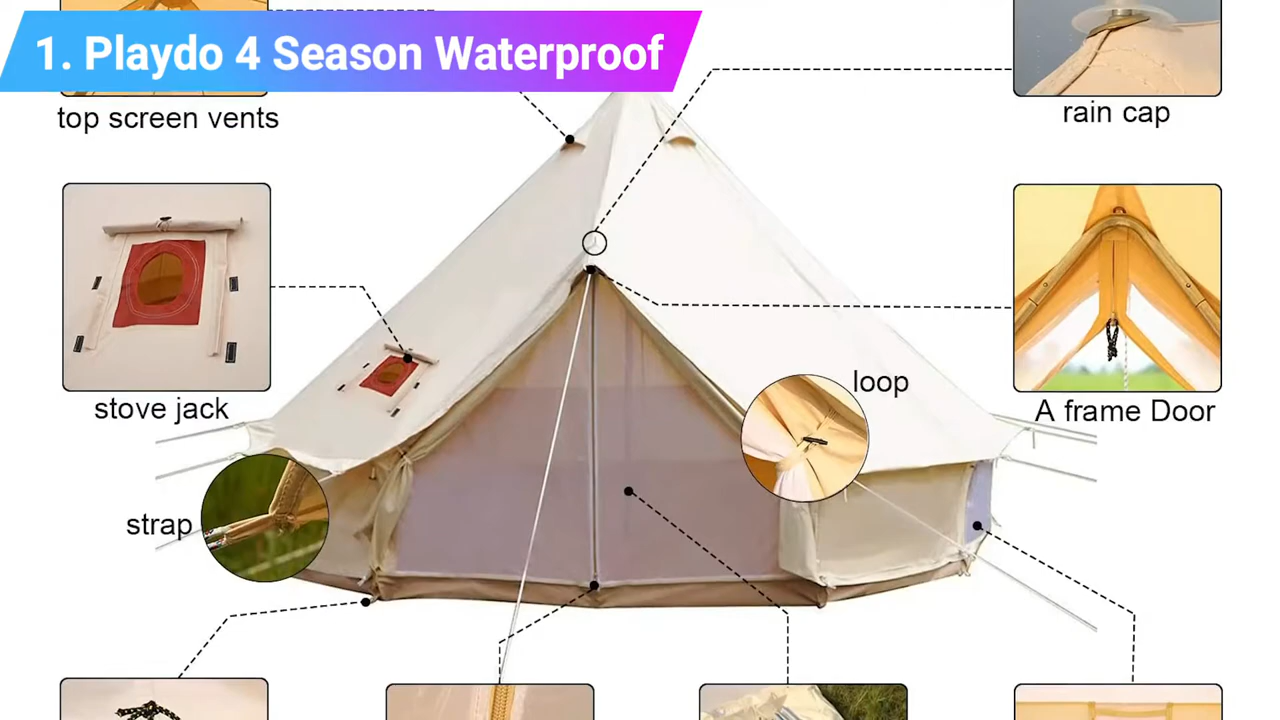 1. Playdo 4 Season Waterproof
top screen vents
rain cap
stove jack
A frame Door
loop
strap